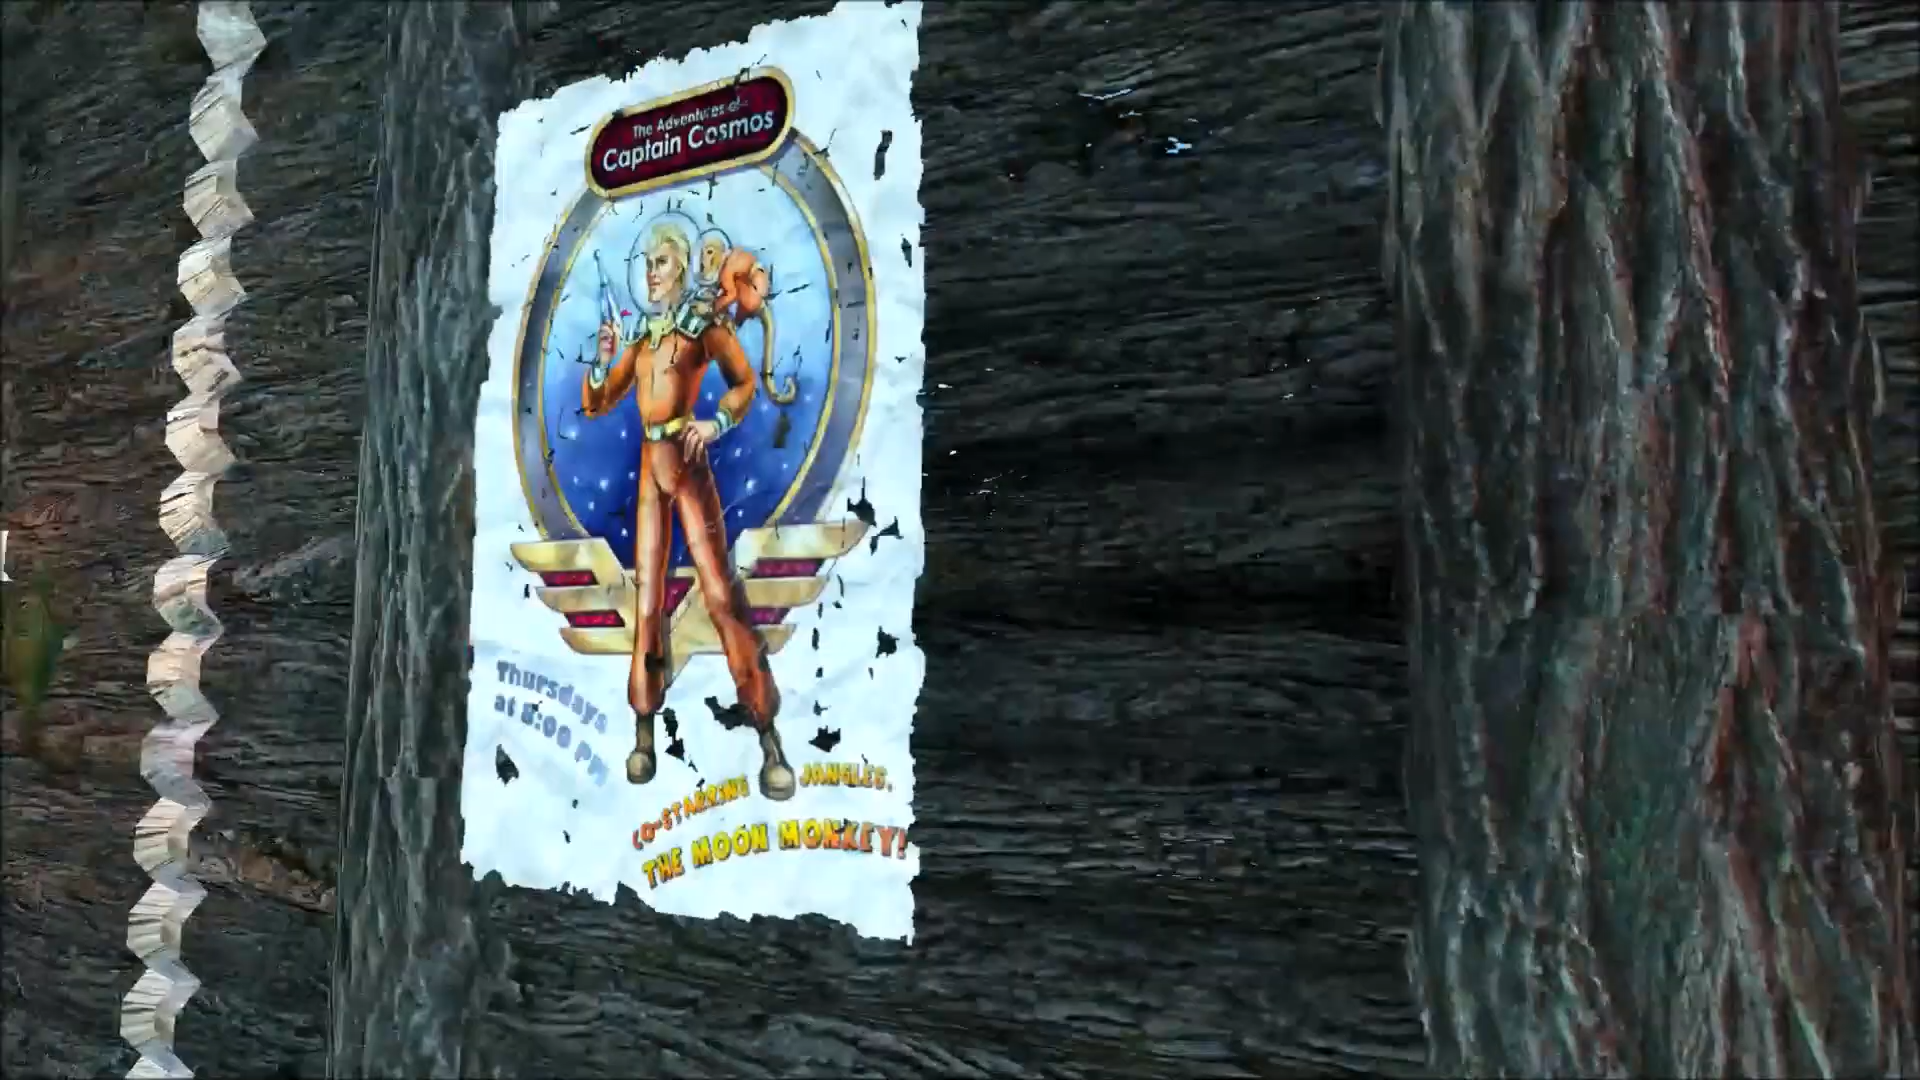 The Adventures of
Captain Cosmos
Thursdays
at 8:00 PM
CO-STARRING JANGLES,
THE MOON MONKEY!